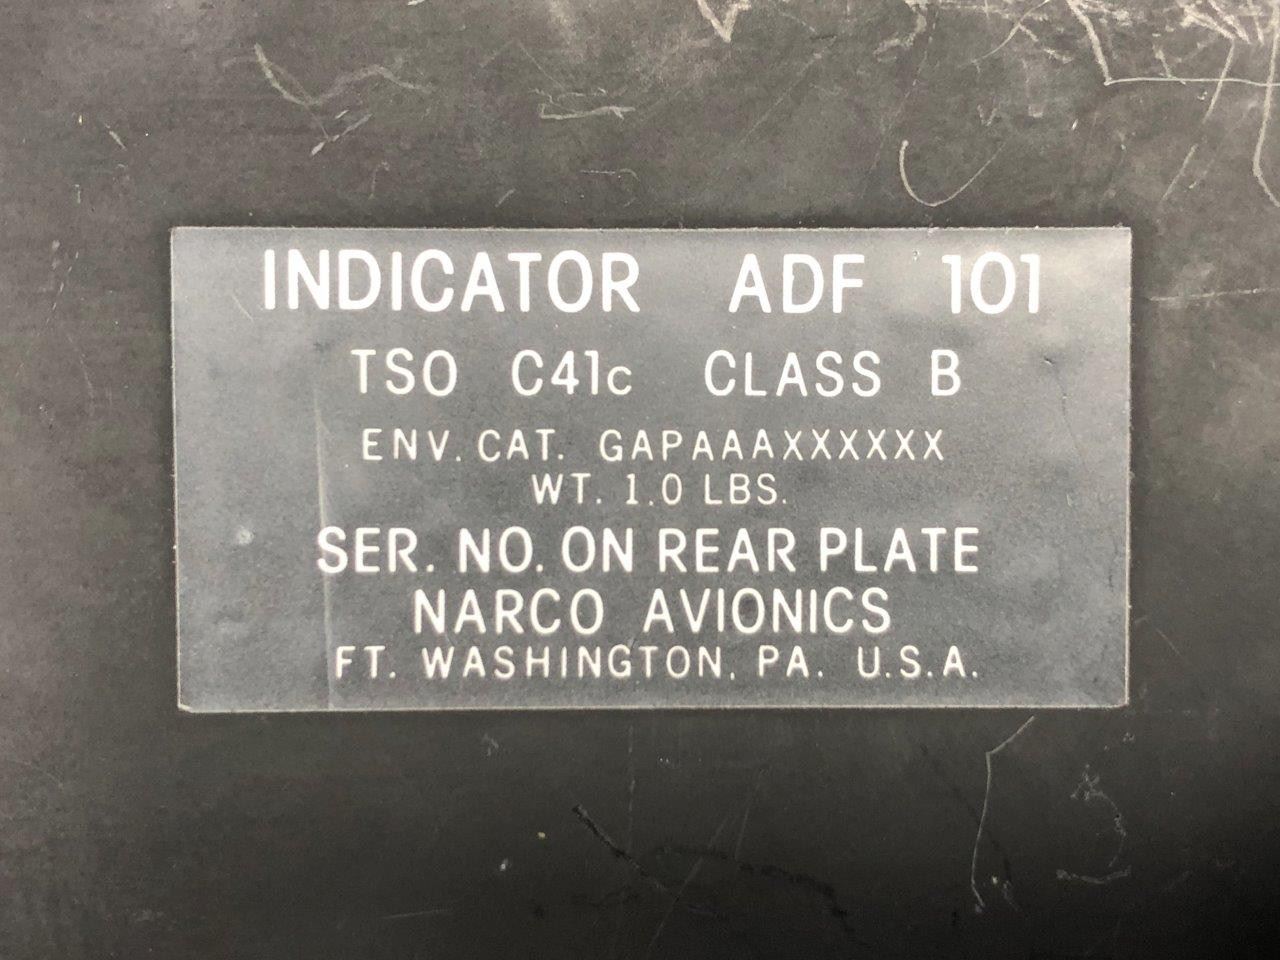 INDICATOR ADF 101
TSO C41c CLASS B
ENV. CAT. GAPAAAXXXXXX
WT. 1.0 LBS.
SER. NO. ON REAR PLATE
NARCO AVIONICS
FT. WASHINGTON, PA. U.S.A.